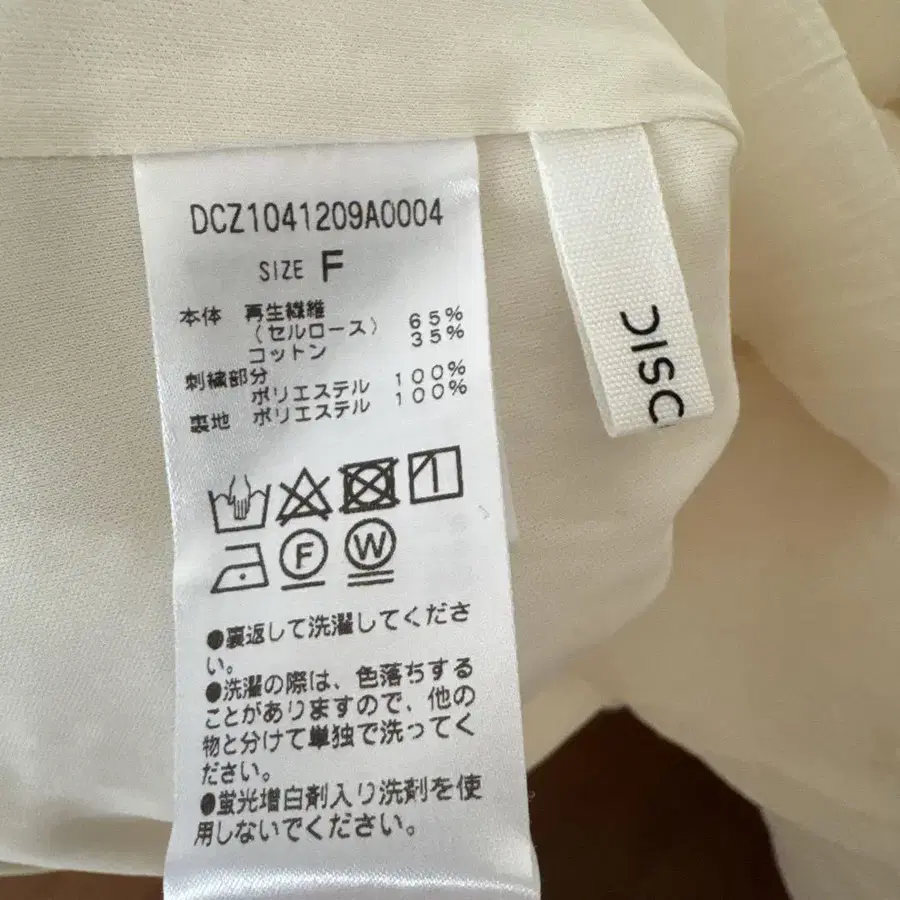 DCZ1041209A0004
SIZE F
本体 再生繊維
(セルロース) 65%
コットン 35%
刺繍部分
ポリエステル 100%
裏地 ポリエステル 100%
F W
●裏返して洗濯してくださ
い。
●洗濯の際は、色落ちする
ことがありますので、他の
物と分けて単独で洗ってく
ださい。
●蛍光増白剤入り洗剤を使
用しないでください。